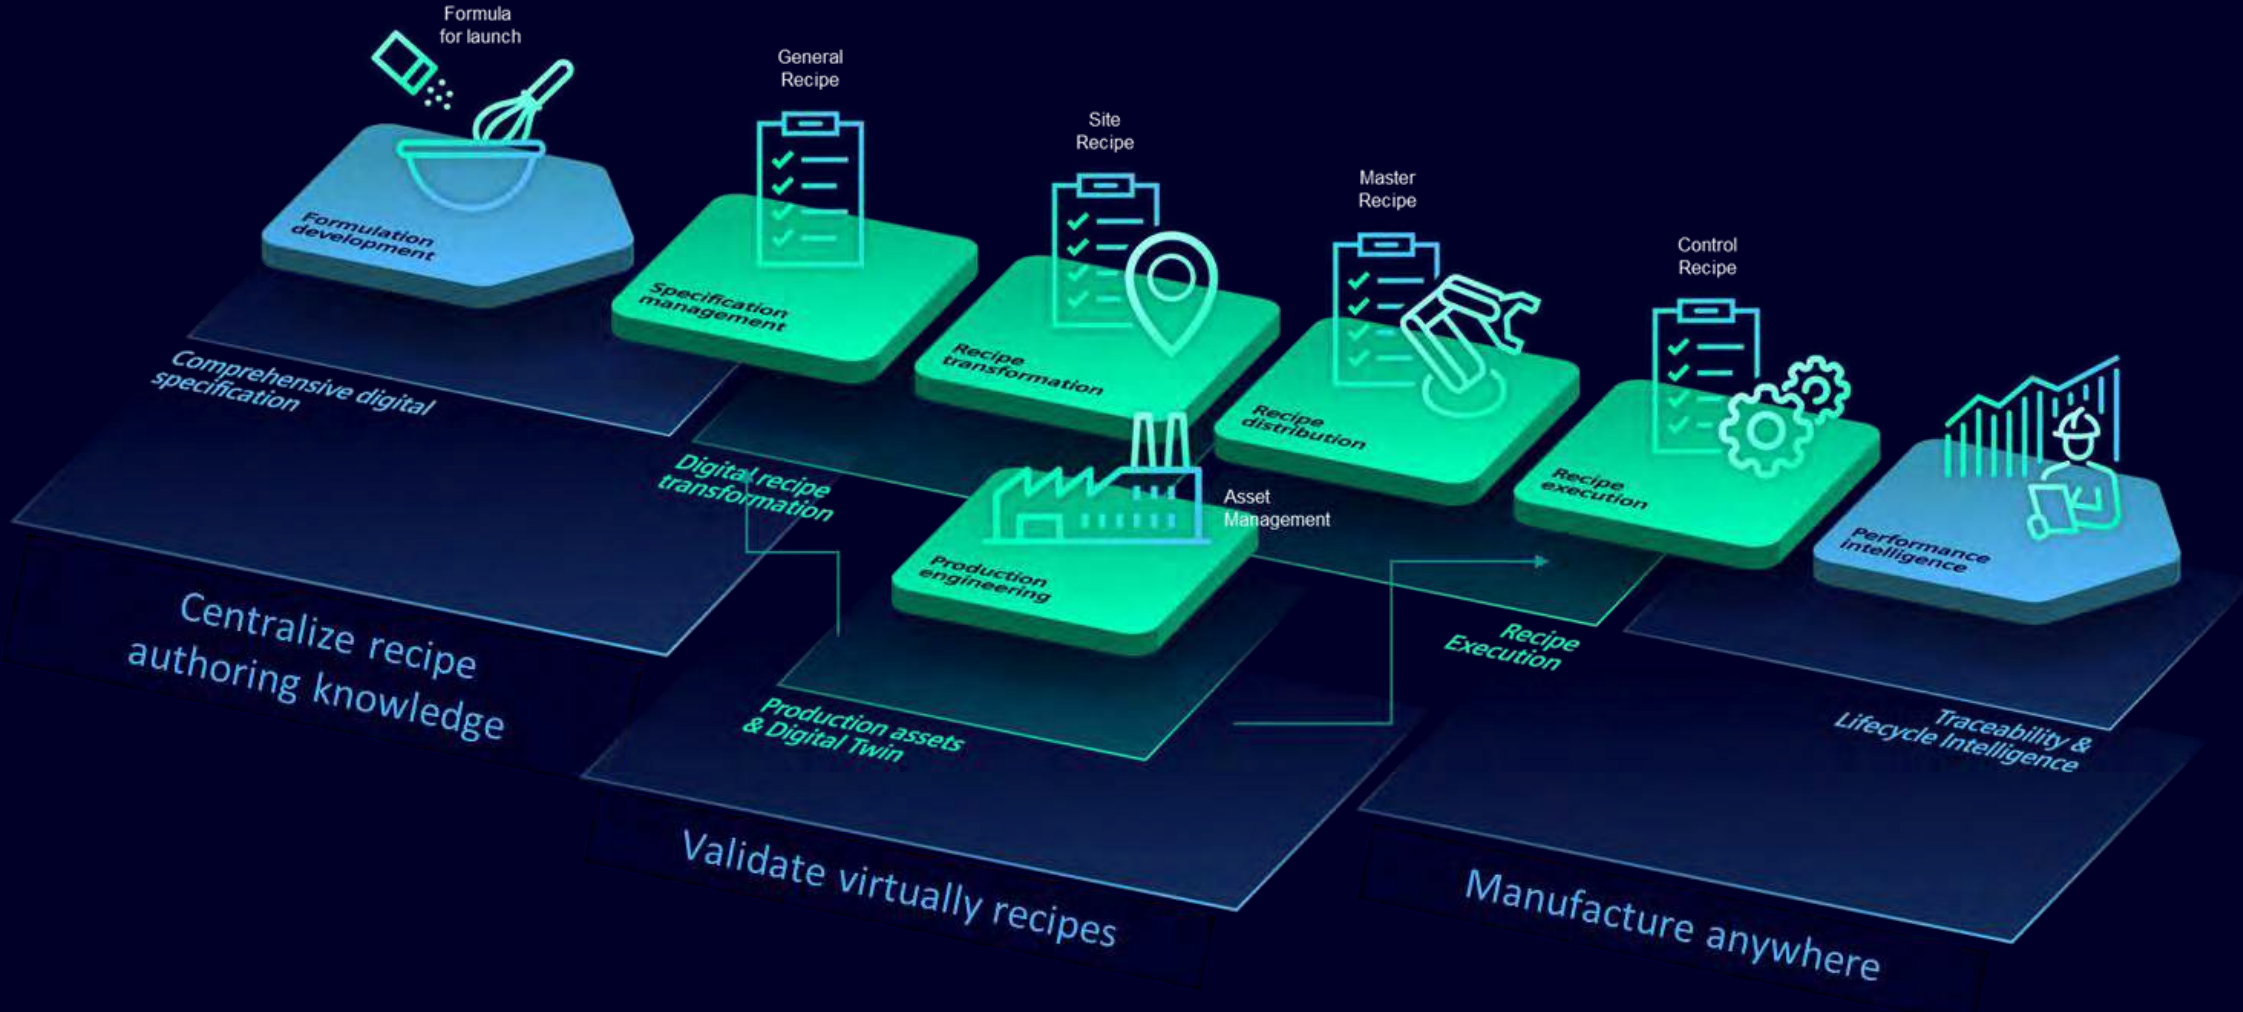 Formula
for launch
General
Recipe
Site
Recipe
Master
Recipe
Control
Recipe
Formulation
development
Specification
management
Recipe
transformation
Recipe
distribution
Recipe
execution
Performance
intelligence
Comprehensive digital
specification
Digital recipe
transformation
Asset
Management
Production
engineering
Recipe
Execution
Production assets
& Digital Twin
Traceability &
Lifecycle Intelligence
Centralize recipe
authoring knowledge
Validate virtually recipes
Manufacture anywhere